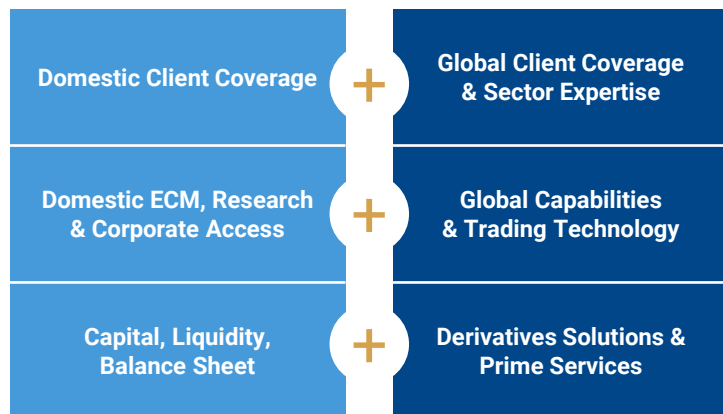 Domestic Client Coverage
+
Global Client Coverage
& Sector Expertise
Domestic ECM, Research
& Corporate Access
+
Global Capabilities
& Trading Technology
Capital, Liquidity,
Balance Sheet
+
Derivatives Solutions &
Prime Services